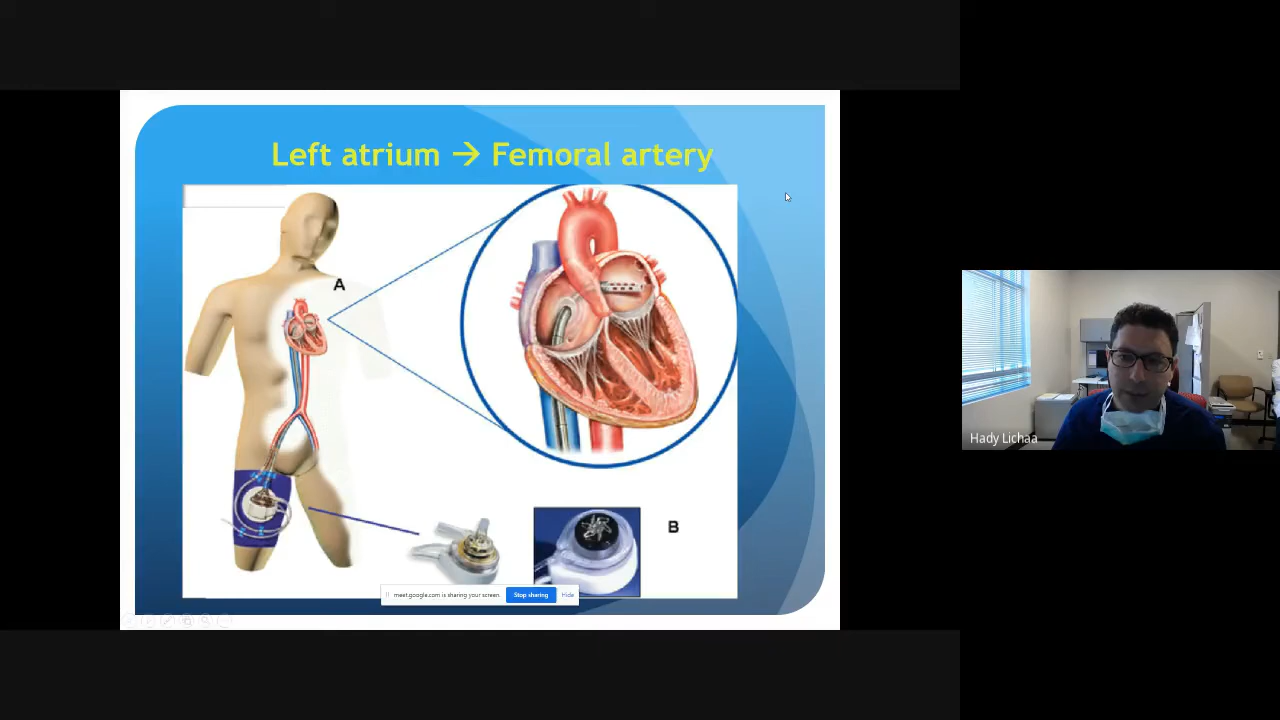 Left atrium → Femoral artery
A
B
meet.google.com is sharing your screen.
Stop sharing
Hide
Hady Lichaa